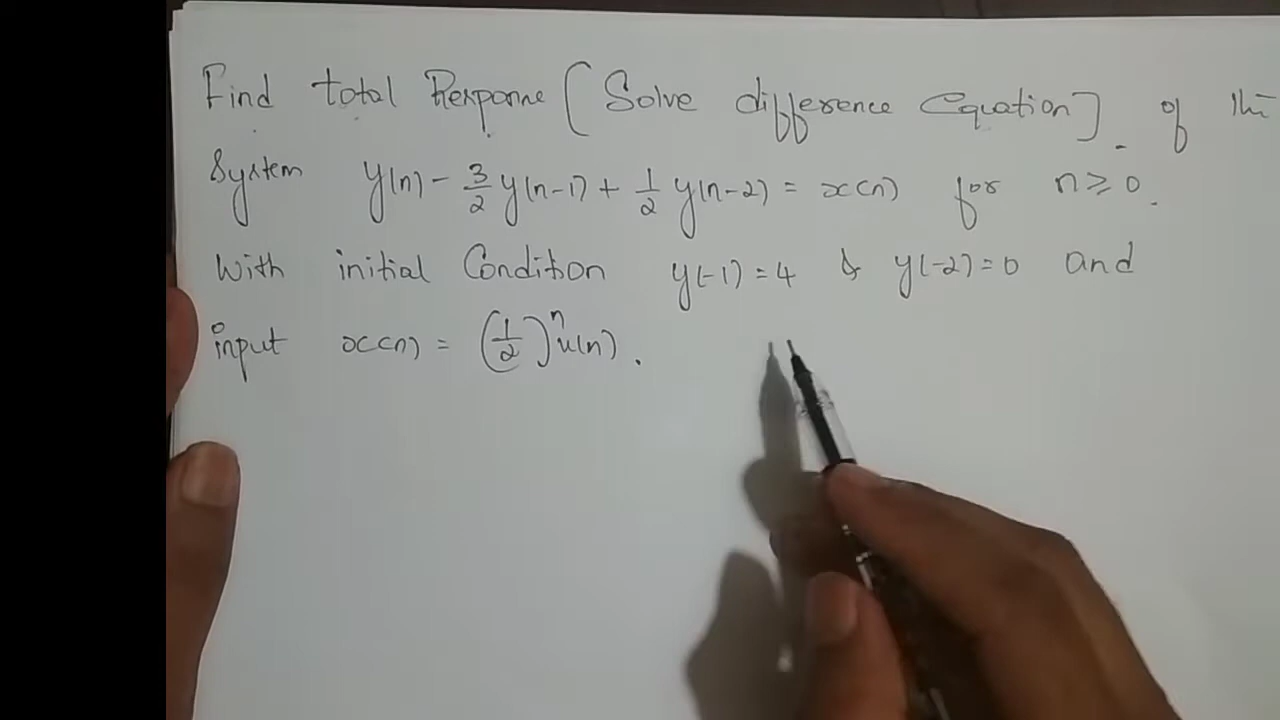 Find total Response [Solve difference Equation] of the
System y(n) - 3/2 y(n-1) + 1/2 y(n-2) = x(n) for n ≥ 0.
With initial Condition y(-1) = 4 & y(-2) = 0 and
input x(n) = (1/2)^n u(n).